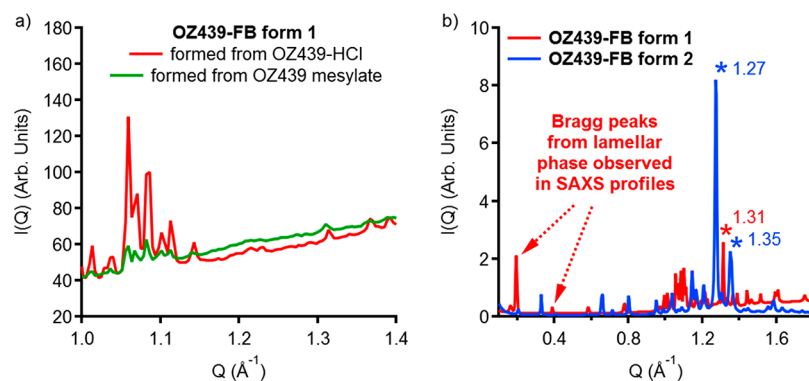 a)
OZ439-FB form 1
formed from OZ439-HCl
formed from OZ439 mesylate
I(Q) (Arb. Units)
180
160
140
120
100
80
60
40
20
1.0
1.1
1.2
1.3
1.4
Q (Å⁻¹)
b)
OZ439-FB form 1
OZ439-FB form 2
* 1.27
Bragg peaks
from lamellar
phase observed
in SAXS profiles
1.31
*
* 1.35
I(Q) (Arb. Units)
10
8
6
4
2
0
0.4
0.8
1.2
1.6
Q (Å⁻¹)